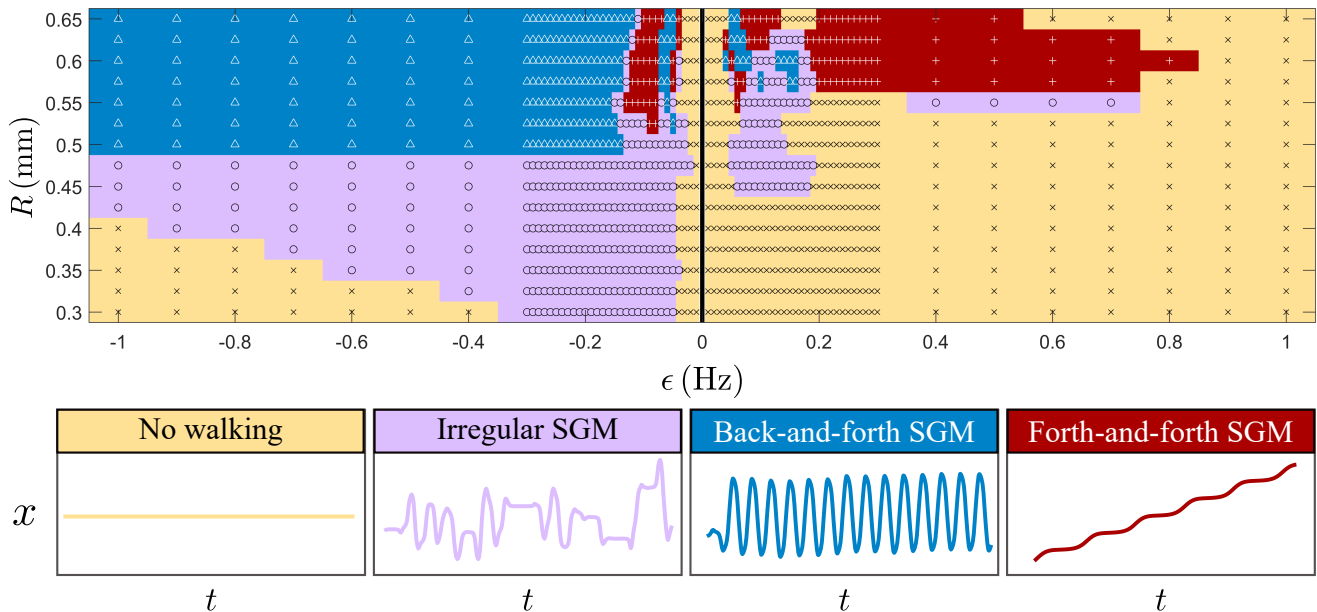 0.65
0.6
0.55
0.5
0.45
0.4
0.35
0.3
R (mm)
-1 -0.8 -0.6 -0.4 -0.2 0 0.2 0.4 0.6 0.8 1
ϵ (Hz)
No walking Irregular SGM Back-and-forth SGM Forth-and-forth SGM
x
t t t t